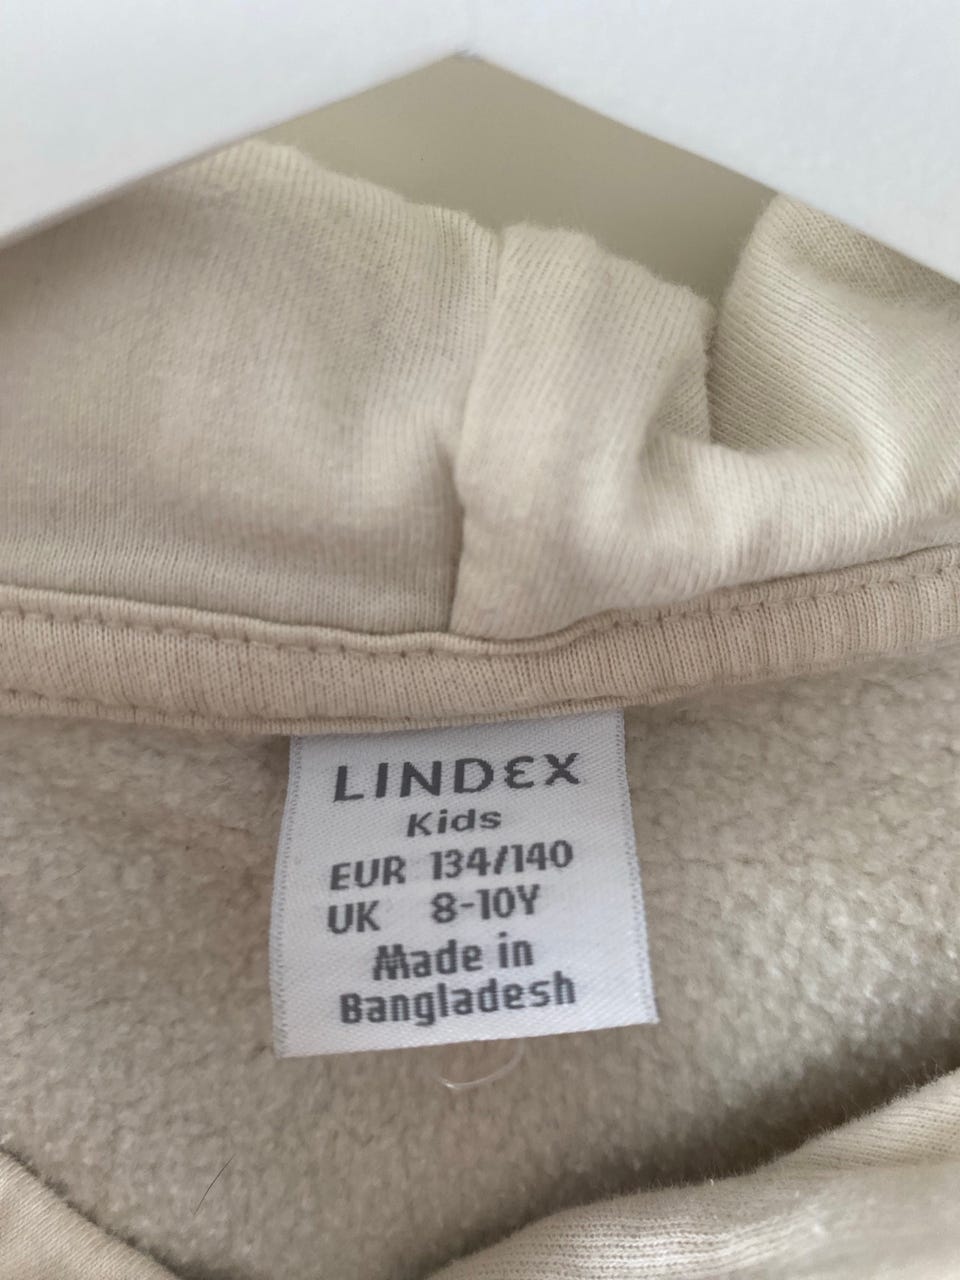 LINDEX
Kids
EUR 134/140
UK 8-10Y
Made in
Bangladesh